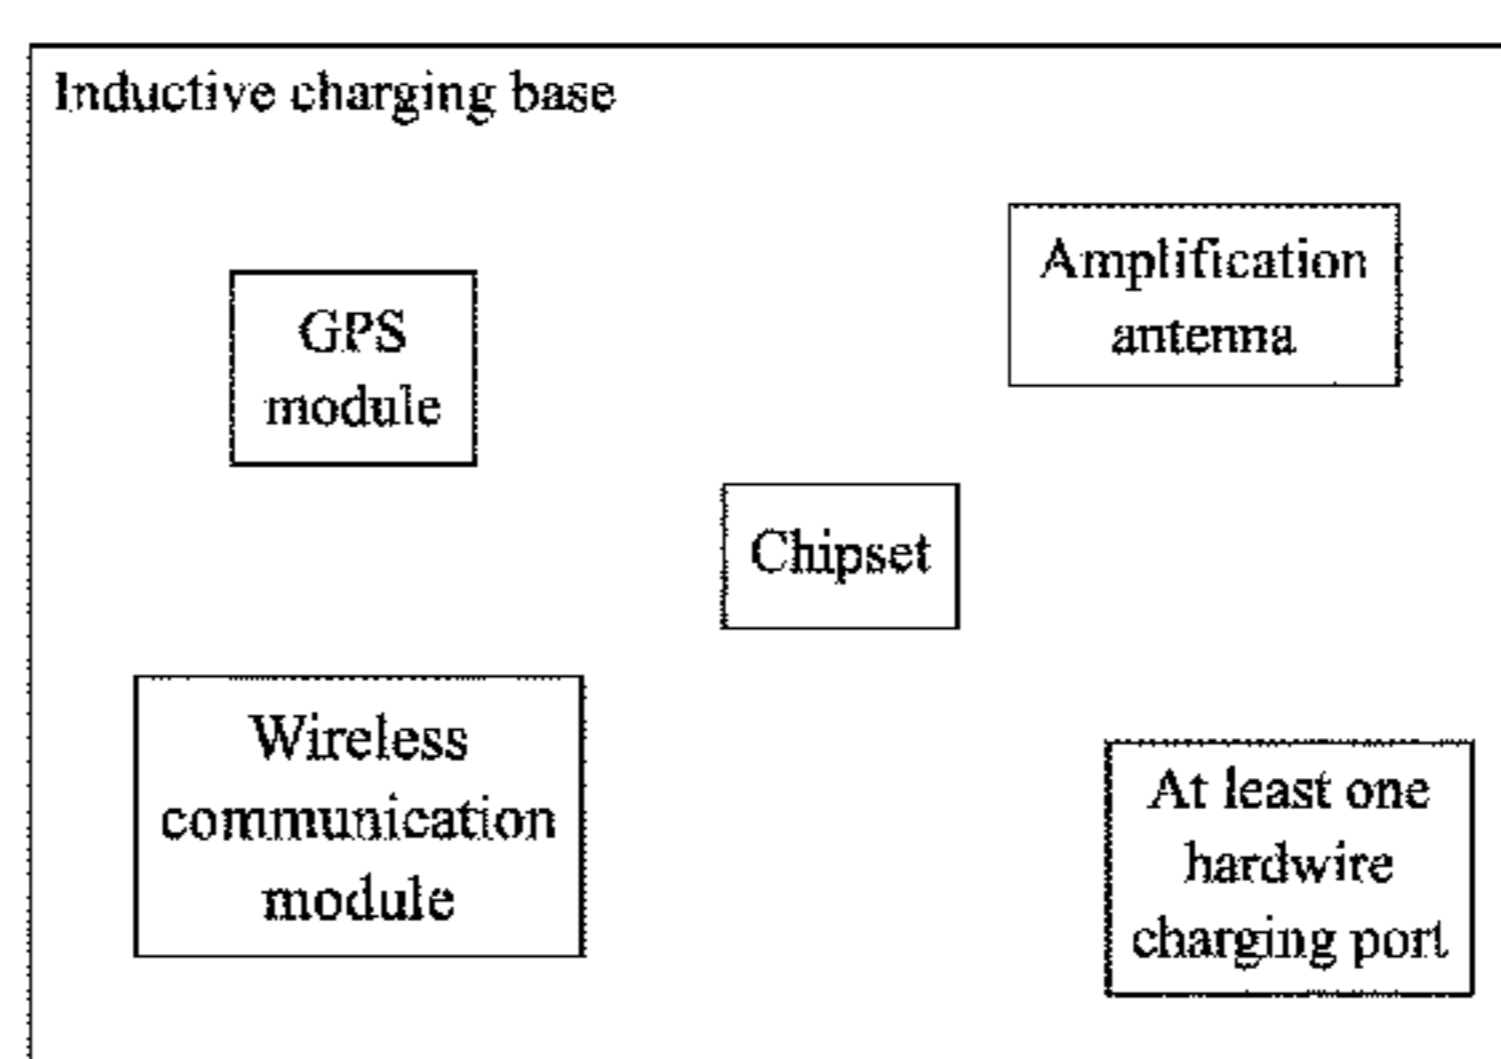 Inductive charging base
Amplification
antenna
GPS
module
Chipset
Wireless
communication
module
At least one
hardwire
charging port